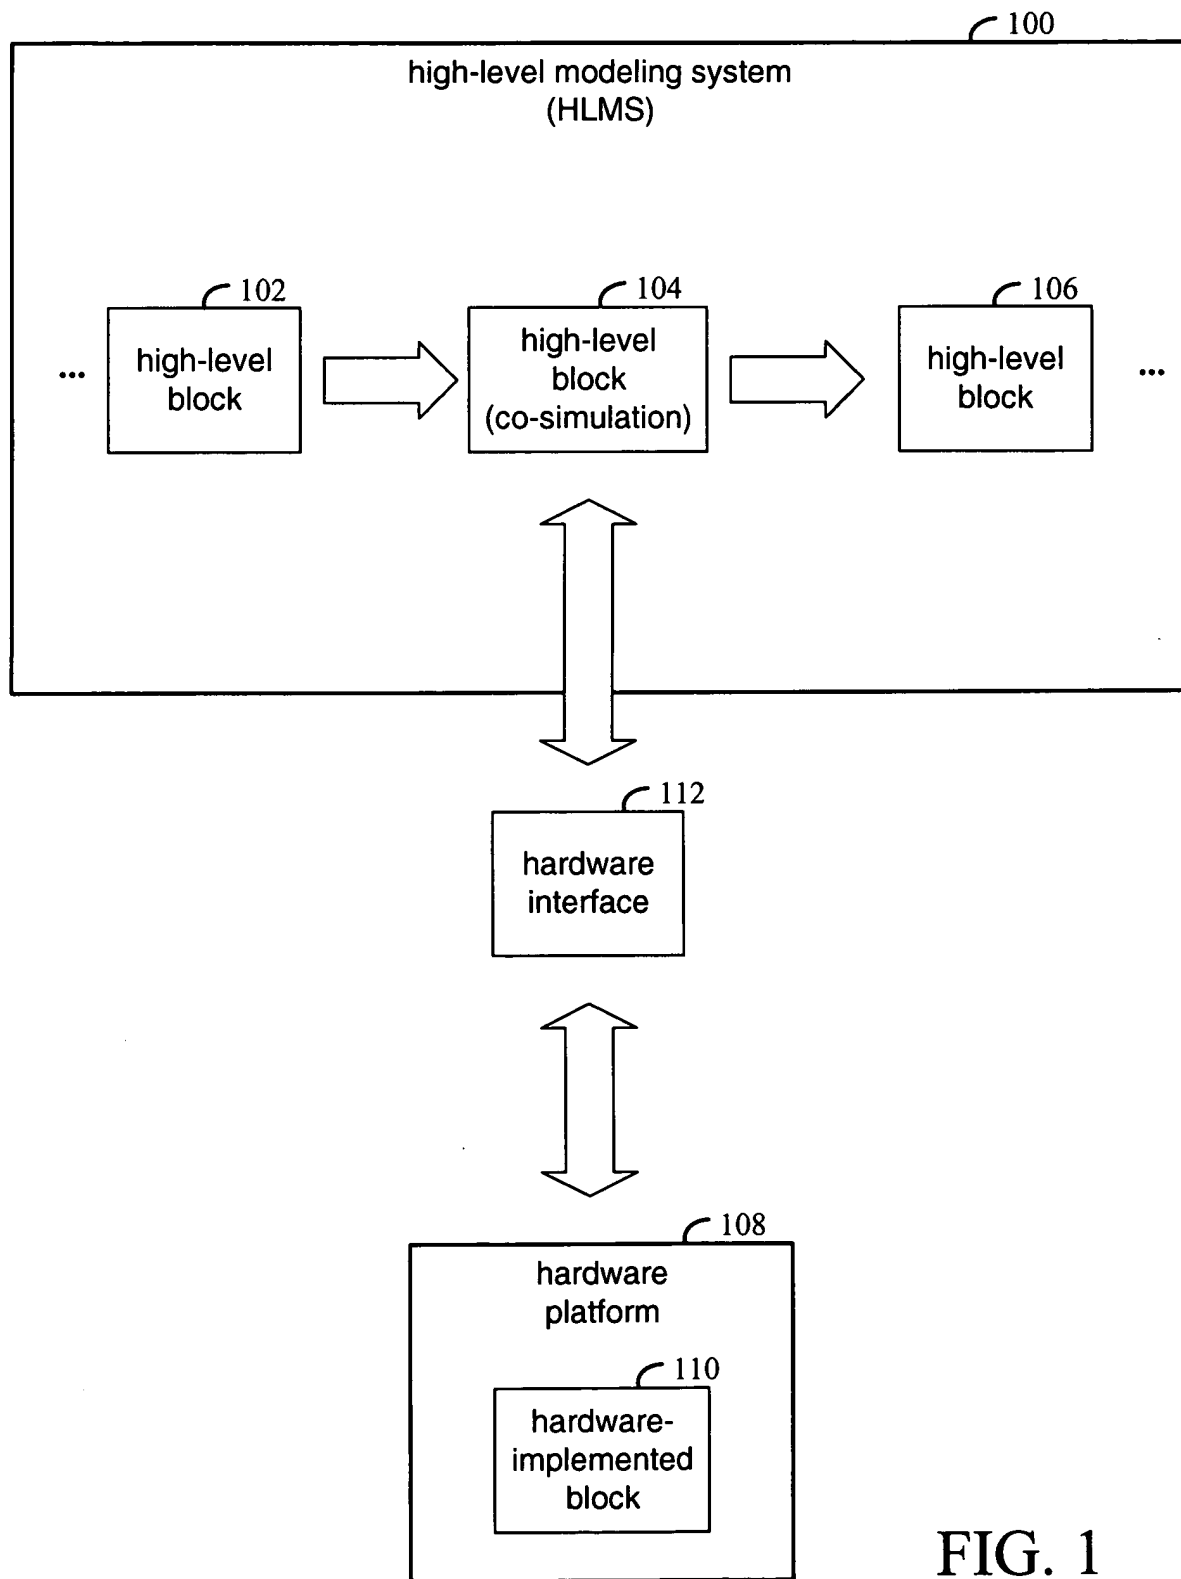 100
high-level modeling system
(HLMS)
102
high-level
block
104
high-level
block
(co-simulation)
106
high-level
block
...
...
112
hardware
interface
108
hardware
platform
110
hardware-
implemented
block
FIG. 1